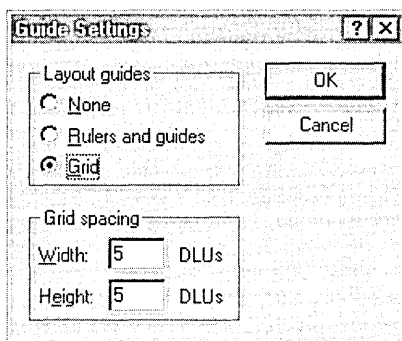 Guide Settings
? X
Layout guides
None
Rulers and guides
Grid
OK
Cancel
Grid spacing
Width: 5 DLUs
Height: 5 DLUs